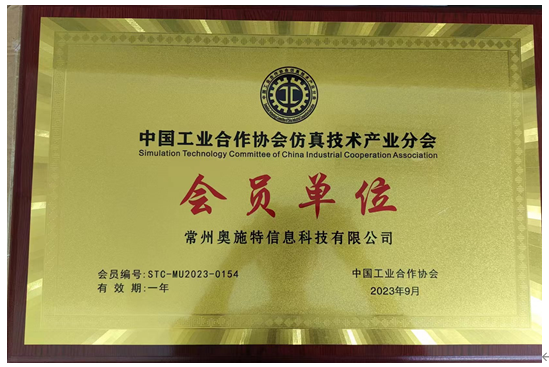 中国工业合作协会仿真技术产业分会
Simulation Technology Committee of China Industrial Cooperation Association
会员单位
常州奥施特信息科技有限公司
会员编号:STC-MU2023-0154
有效期:一年
中国工业合作协会
2023年9月